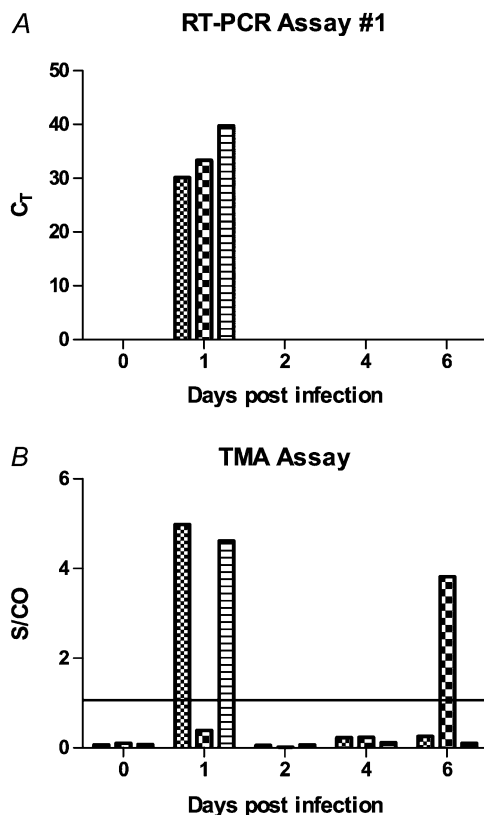 A
RT-PCR Assay #1
50
40
30
20
10
0
CT
0 1 2 4 6
Days post infection
B
TMA Assay
6
4
2
0
S/CO
0 1 2 4 6
Days post infection